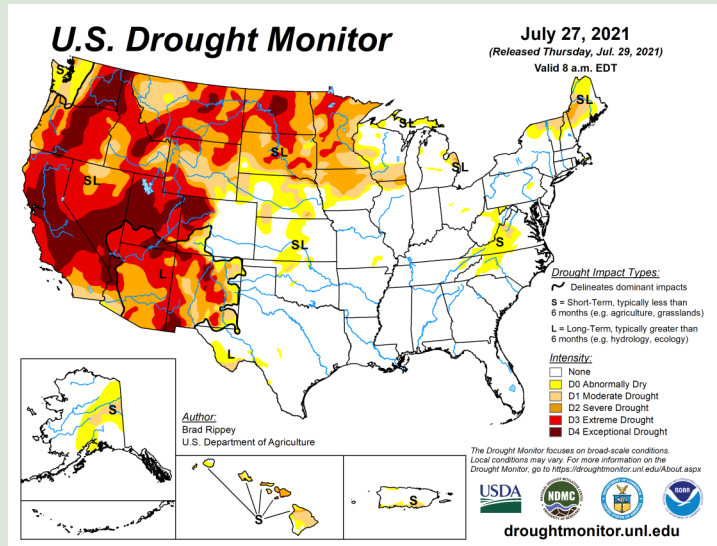 U.S. Drought Monitor
July 27, 2021
(Released Thursday, Jul. 29, 2021)
Valid 8 a.m. EDT
S
SL
SL
SL
SL
SL
SL
S
L
L
Drought Impact Types:
Delineates dominant impacts
S = Short-Term, typically less than
6 months (e.g. agriculture, grasslands)
L = Long-Term, typically greater than
6 months (e.g. hydrology, ecology)
Intensity:
None
D0 Abnormally Dry
D1 Moderate Drought
D2 Severe Drought
D3 Extreme Drought
D4 Exceptional Drought
S
Author:
Brad Rippey
U.S. Department of Agriculture
S
S
The Drought Monitor focuses on broad-scale conditions.
Local conditions may vary. For more information on the
Drought Monitor, go to https://droughtmonitor.unl.edu/About.aspx
USDA
NDMC
NOAA
droughtmonitor.unl.edu